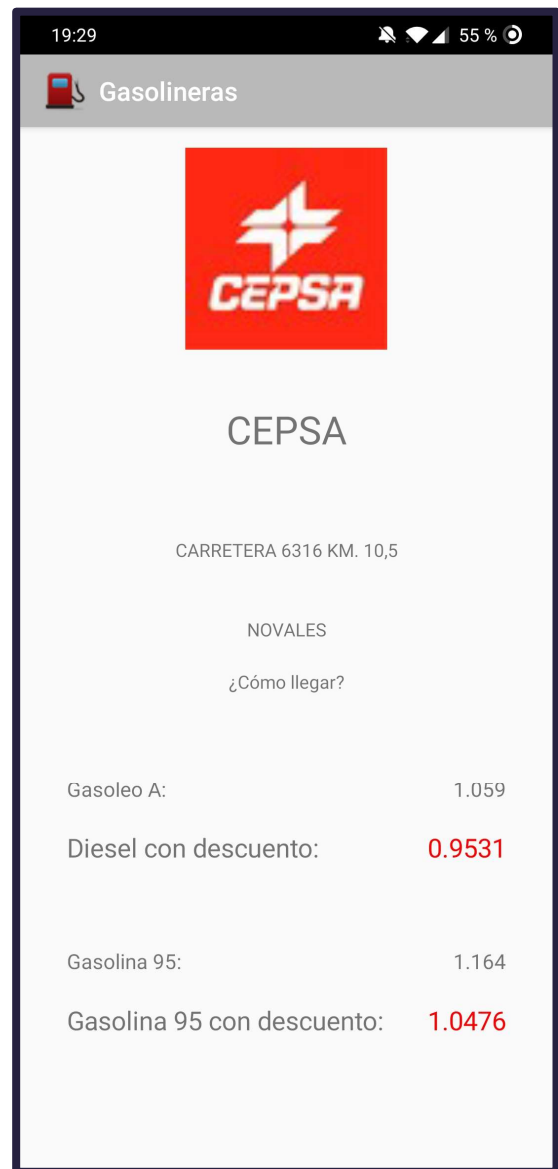 19:29 55 %
Gasolineras
CEPSA
CEPSA
CARRETERA 6316 KM. 10,5
NOVALES
¿Cómo llegar?
Gasoleo A: 1.059
Diesel con descuento: 0.9531
Gasolina 95: 1.164
Gasolina 95 con descuento: 1.0476